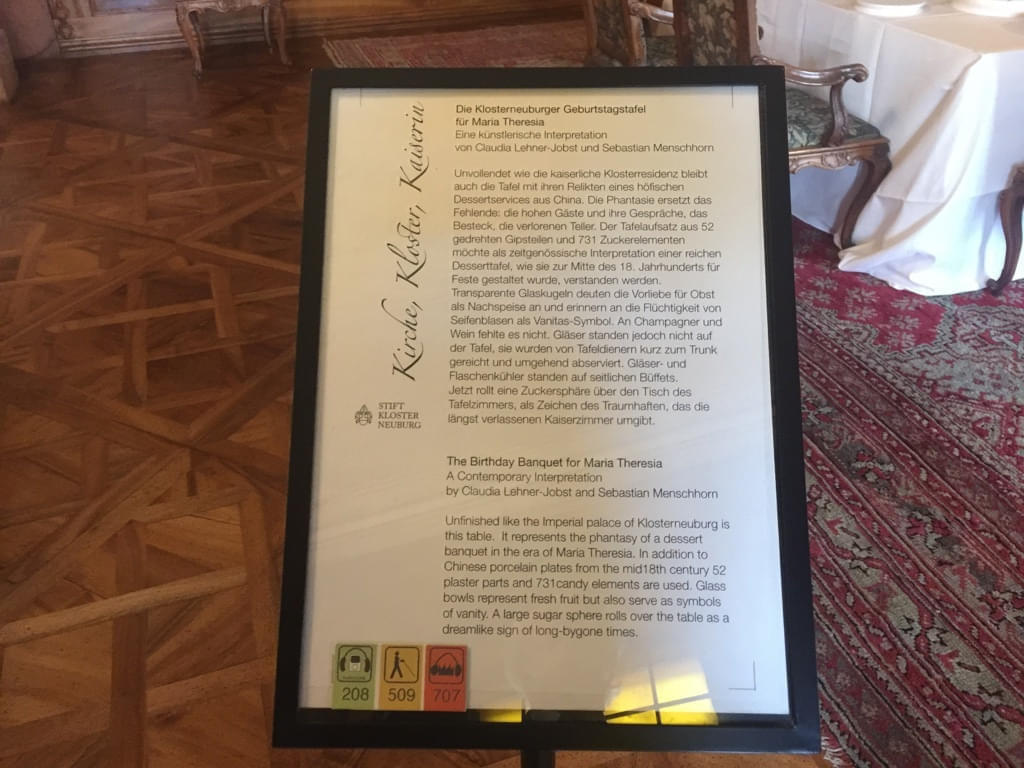 Kirche, Kloster, Kaiserin
STIFT
KLOSTER
NEUBURG
Die Klosterneuburger Geburtstagstafel
für Maria Theresia
Eine künstlerische Interpretation
von Claudia Lehner-Jobst und Sebastian Menschhorn
Unvollendet wie die kaiserliche Klosterresidenz bleibt
auch die Tafel mit ihren Relikten eines höfischen
Dessertservices aus China. Die Phantasie ersetzt das
Fehlende: die hohen Gäste und ihre Gespräche, das
Besteck, die verlorenen Teller. Der Tafelaufsatz aus 52
gedrehten Gipsteilen und 731 Zuckerelementen
möchte als zeitgenössische Interpretation einer reichen
Desserttafel, wie sie zur Mitte des 18. Jahrhunderts für
Feste gestaltet wurde, verstanden werden.
Transparente Glaskugeln deuten die Vorliebe für Obst
als Nachspeise an und erinnern an die Flüchtigkeit von
Seifenblasen als Vanitas-Symbol. An Champagner und
Wein fehlte es nicht. Gläser standen jedoch nicht auf
der Tafel, sie wurden von Tafeldienern kurz zum Trunk
gereicht und umgehend abserviert. Gläser- und
Flaschenkühler standen auf seitlichen Büffets.
Jetzt rollt eine Zuckersphäre über den Tisch des
Tafelzimmers, als Zeichen des Traumhaften, das die
längst verlassenen Kaiserzimmer umgibt.
The Birthday Banquet for Maria Theresia
A Contemporary Interpretation
by Claudia Lehner-Jobst and Sebastian Menschhorn
Unfinished like the Imperial palace of Klosterneuburg is
this table. It represents the phantasy of a dessert
banquet in the era of Maria Theresia. In addition to
Chinese porcelain plates from the mid18th century 52
plaster parts and 731candy elements are used. Glass
bowls represent fresh fruit but also serve as symbols
of vanity. A large sugar sphere rolls over the table as a
dreamlike sign of long-bygone times.
208 509 707